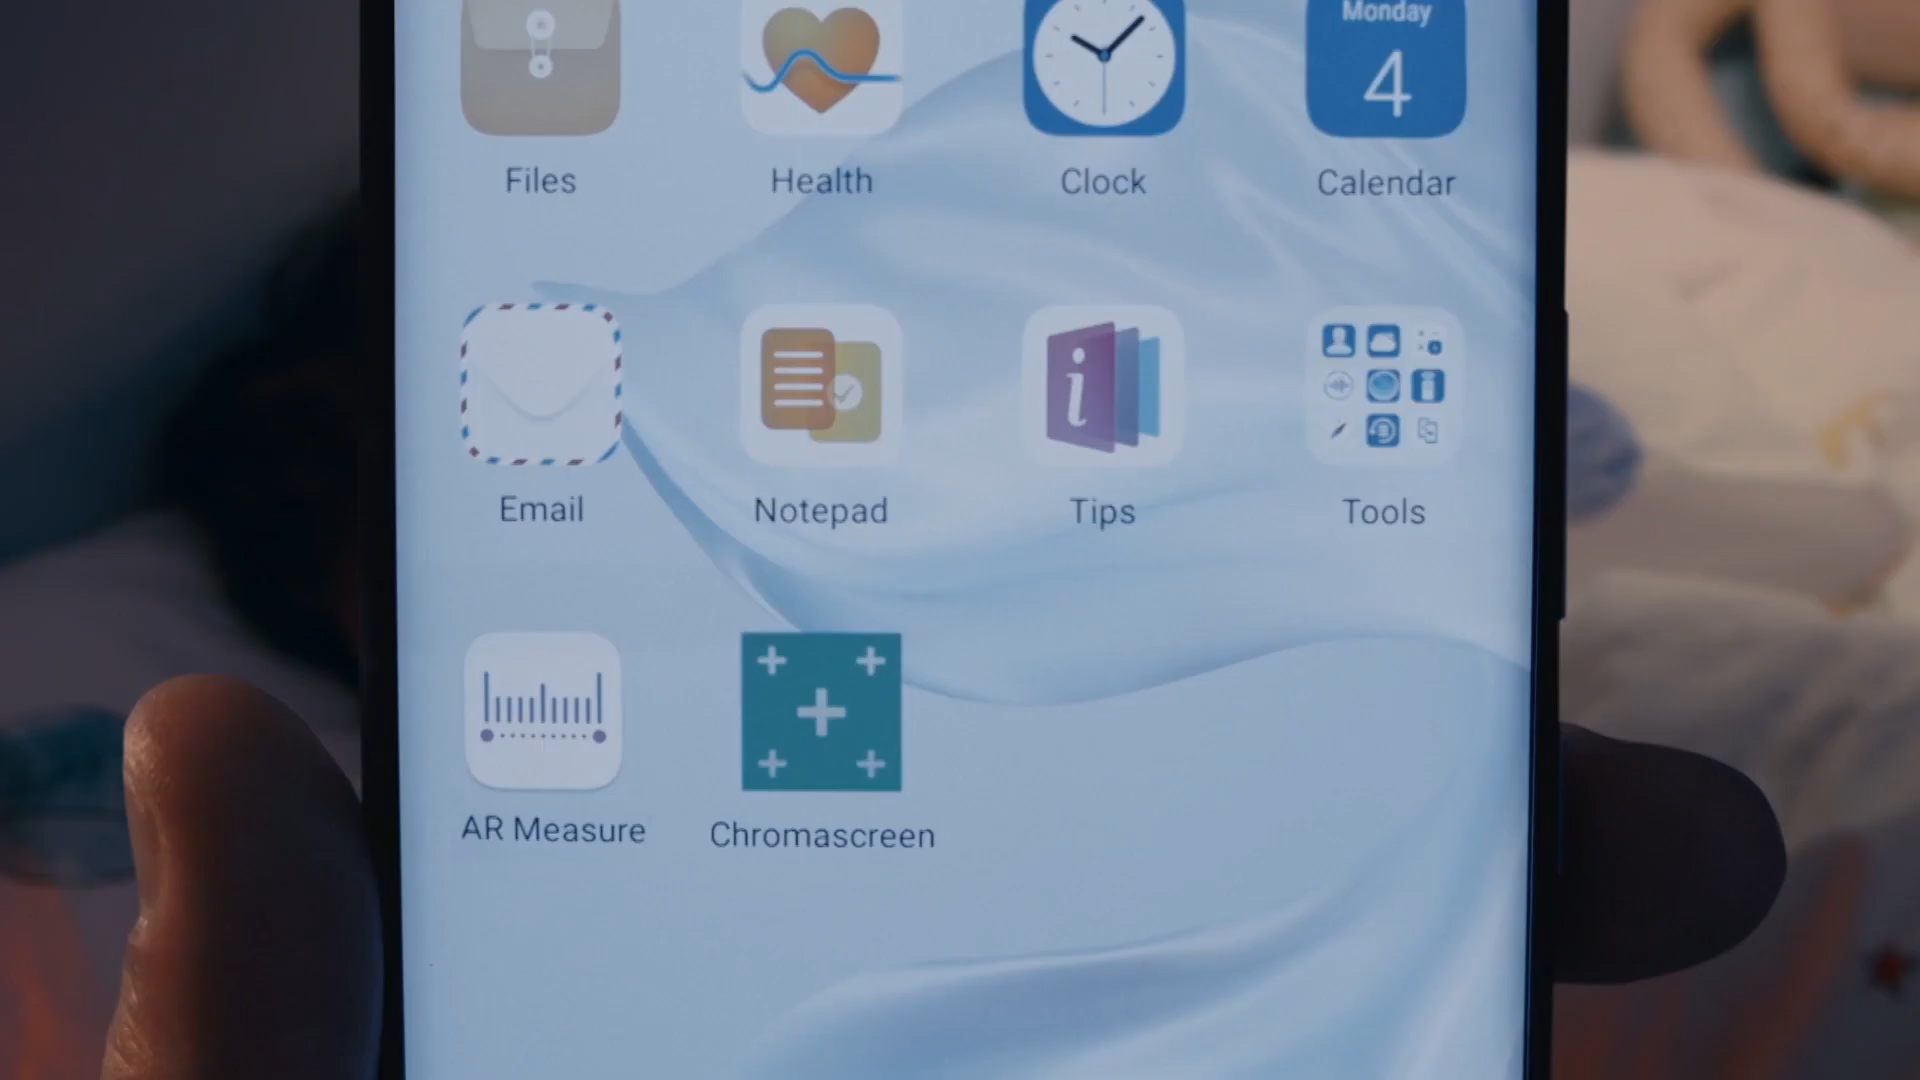 Monday
4
Files
Health
Clock
Calendar
i
Email
Notepad
Tips
Tools
AR Measure
Chromascreen